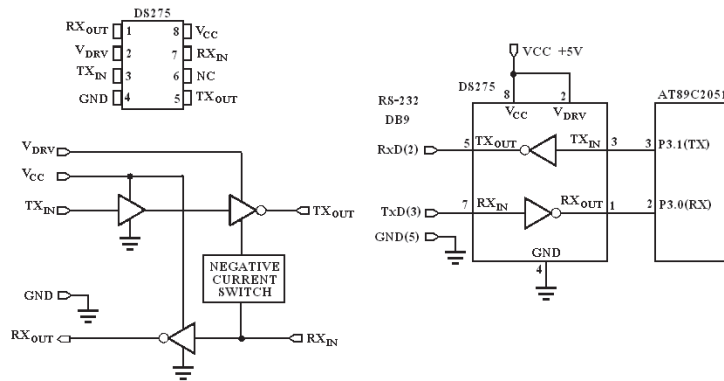 DS275
RXOUT 1 8 VCC
VDRV 2 7 RXIN
TXIN 3 6 NC
GND 4 5 TXOUT
VDRV
VCC
TXIN
TXOUT
NEGATIVE
CURRENT
SWITCH
GND
RXOUT
RXIN
VCC +5V
DS275
AT89C2051
RS-232
DB9
8 2
VCC VDRV
RxD(2) 5 TXOUT TXIN 3 3 P3.1(TX)
TxD(3) 7 RXIN RXOUT 1 2 P3.0(RX)
GND(5)
GND
4